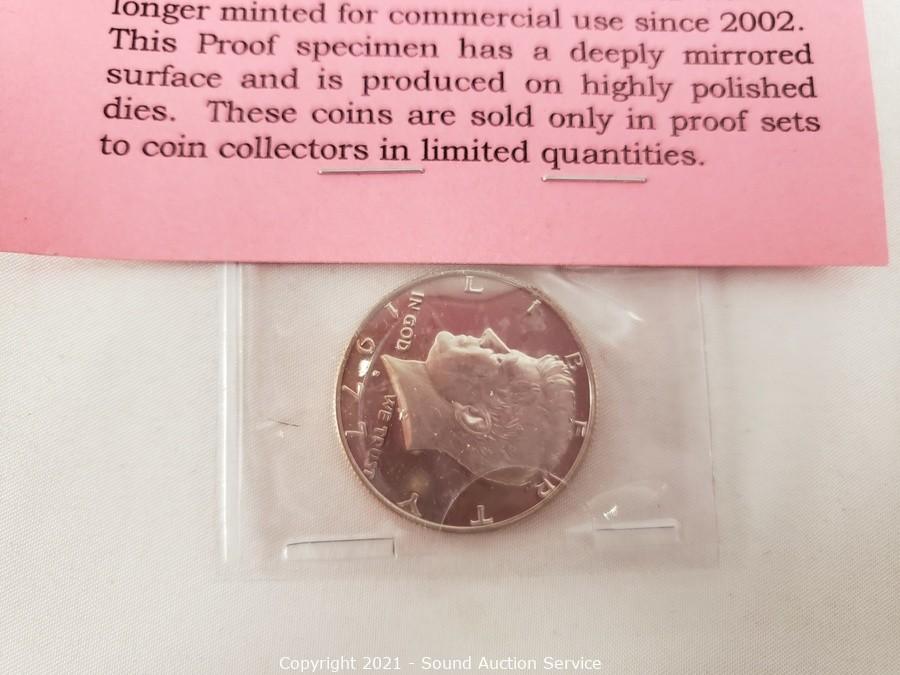 longer minted for commercial use since 2002.
This Proof specimen has a deeply mirrored
surface and is produced on highly polished
dies. These coins are sold only in proof sets
to coin collectors in limited quantities.
LIBERTY
IN GOD
WE TRUST
1977
Copyright 2021 - Sound Auction Service